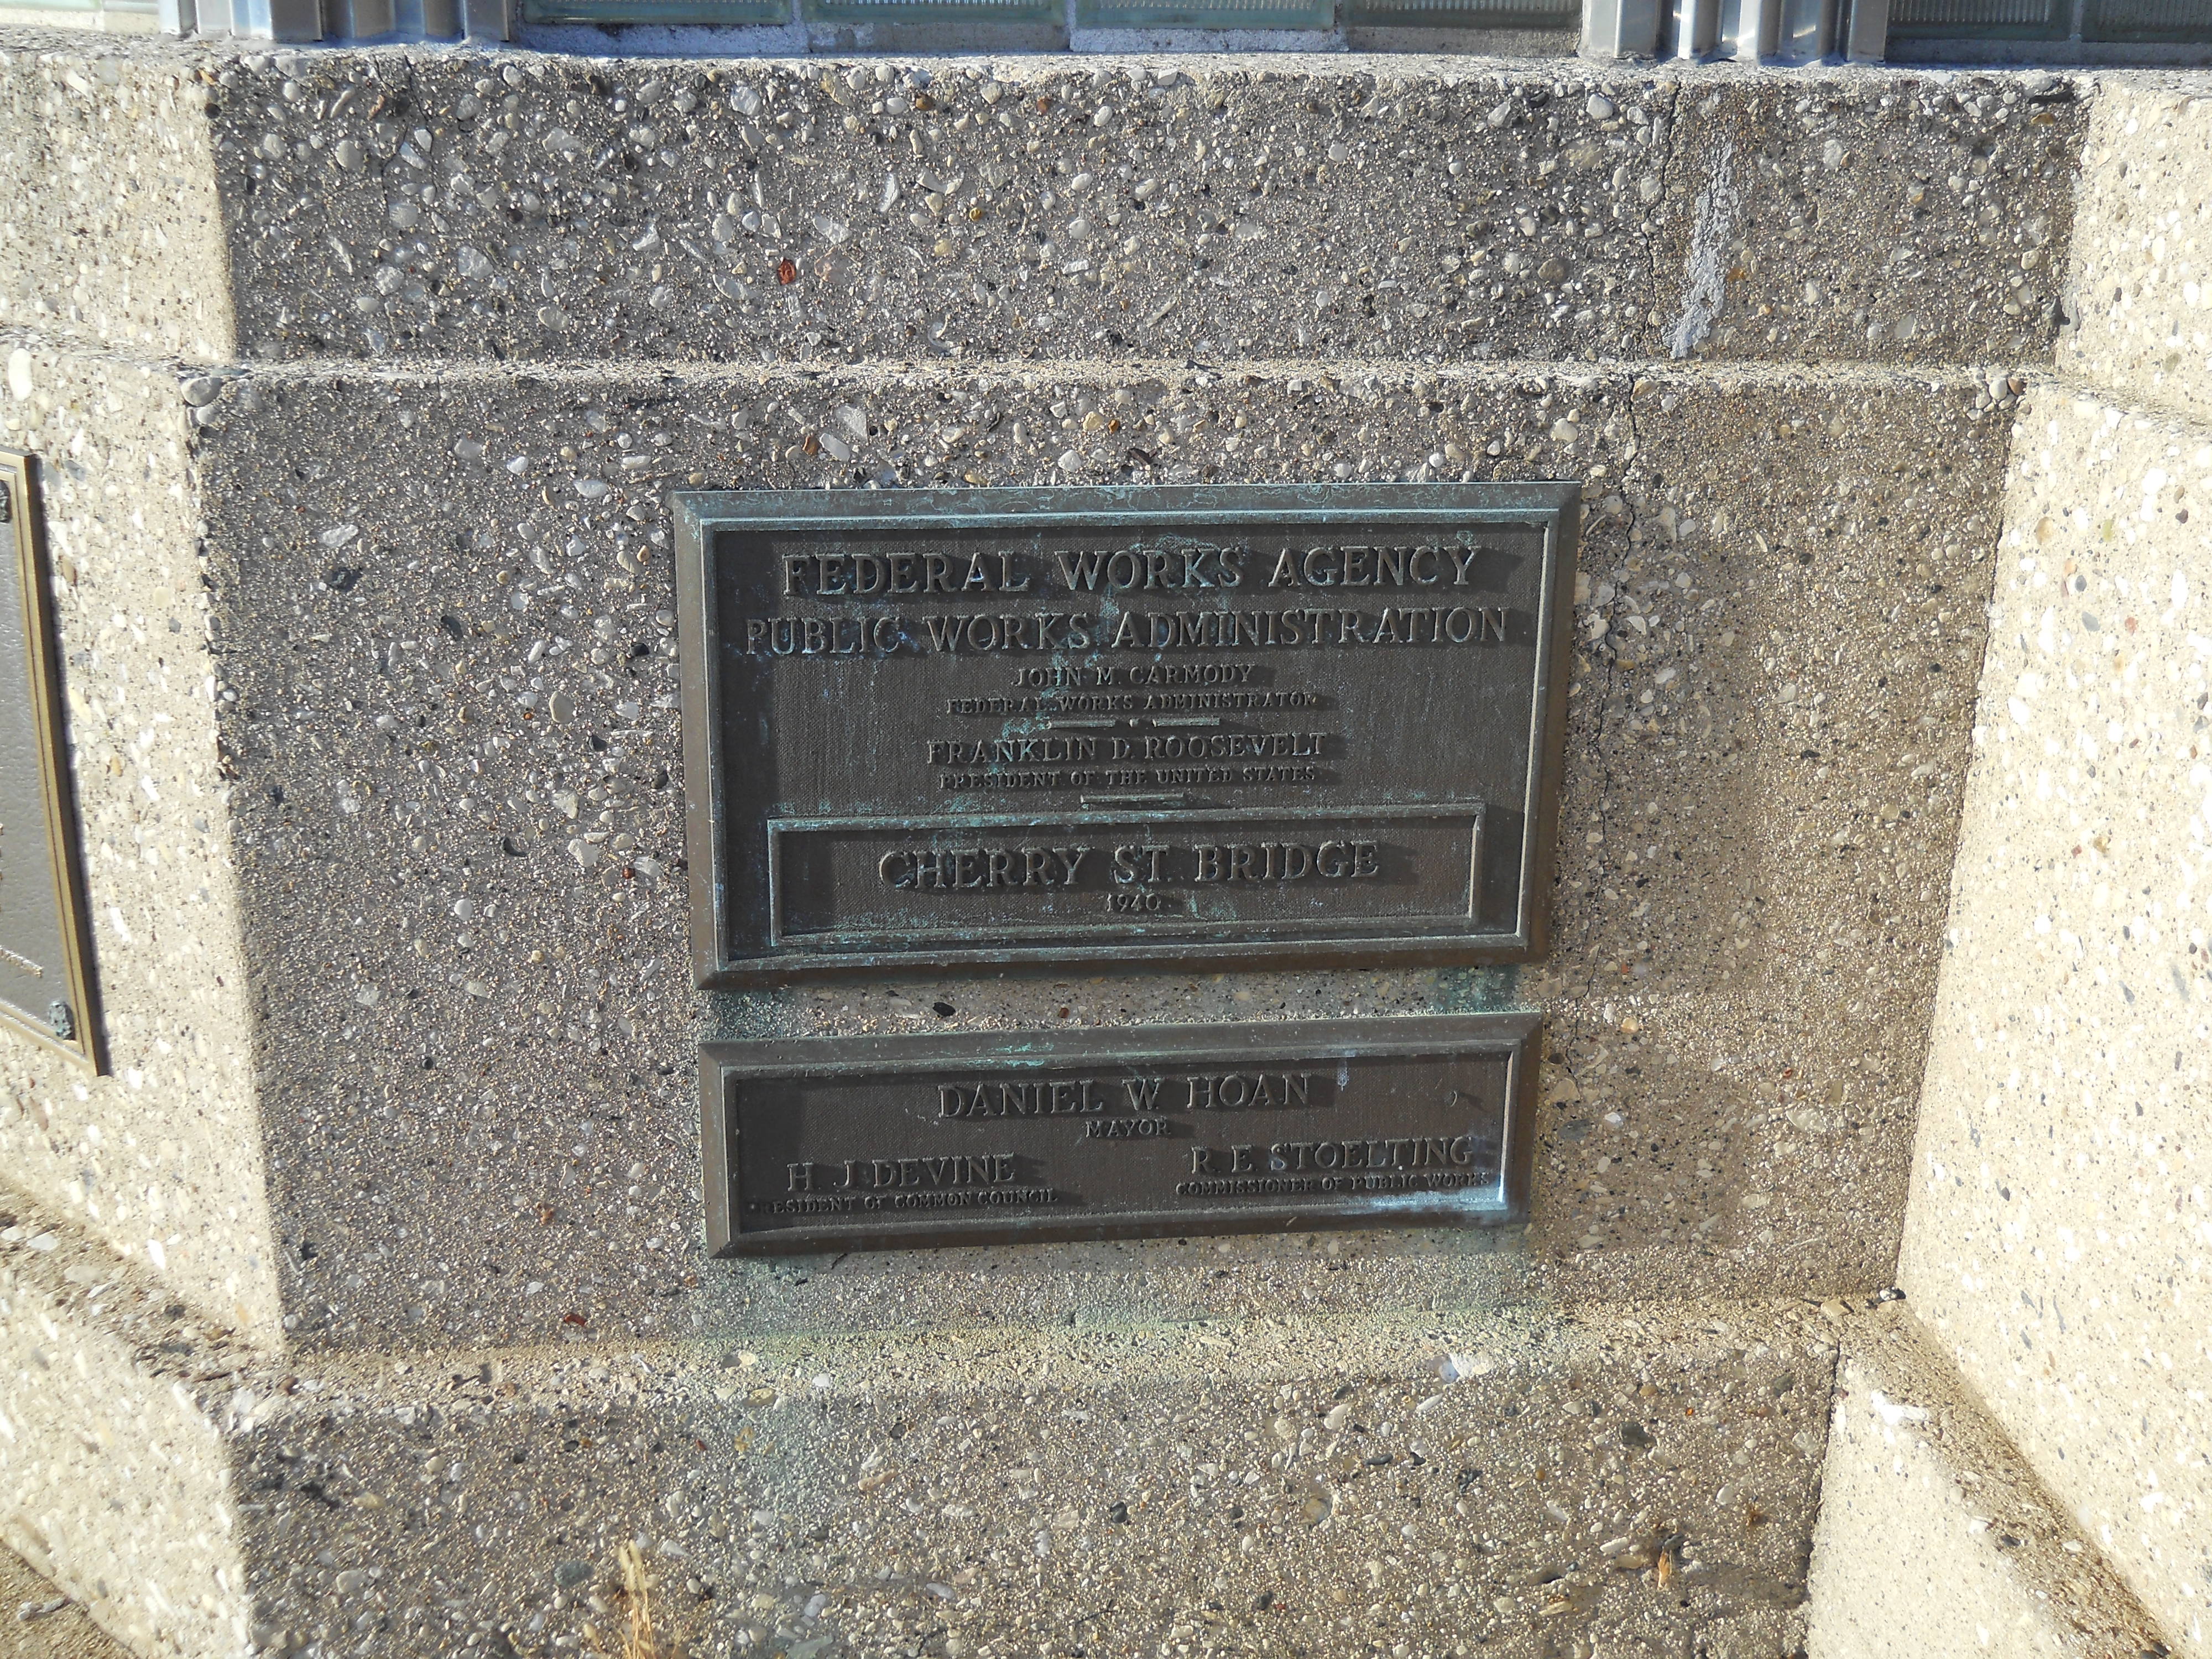 FEDERAL WORKS AGENCY
PUBLIC WORKS ADMINISTRATION
JOHN M. CARMODY
FEDERAL WORKS ADMINISTRATOR
FRANKLIN D. ROOSEVELT
PRESIDENT OF THE UNITED STATES
CHERRY ST. BRIDGE
1940
DANIEL W. HOAN
MAYOR
H. J. DEVINE
PRESIDENT OF COMMON COUNCIL
R. E. STOELTING
COMMISSIONER OF PUBLIC WORKS